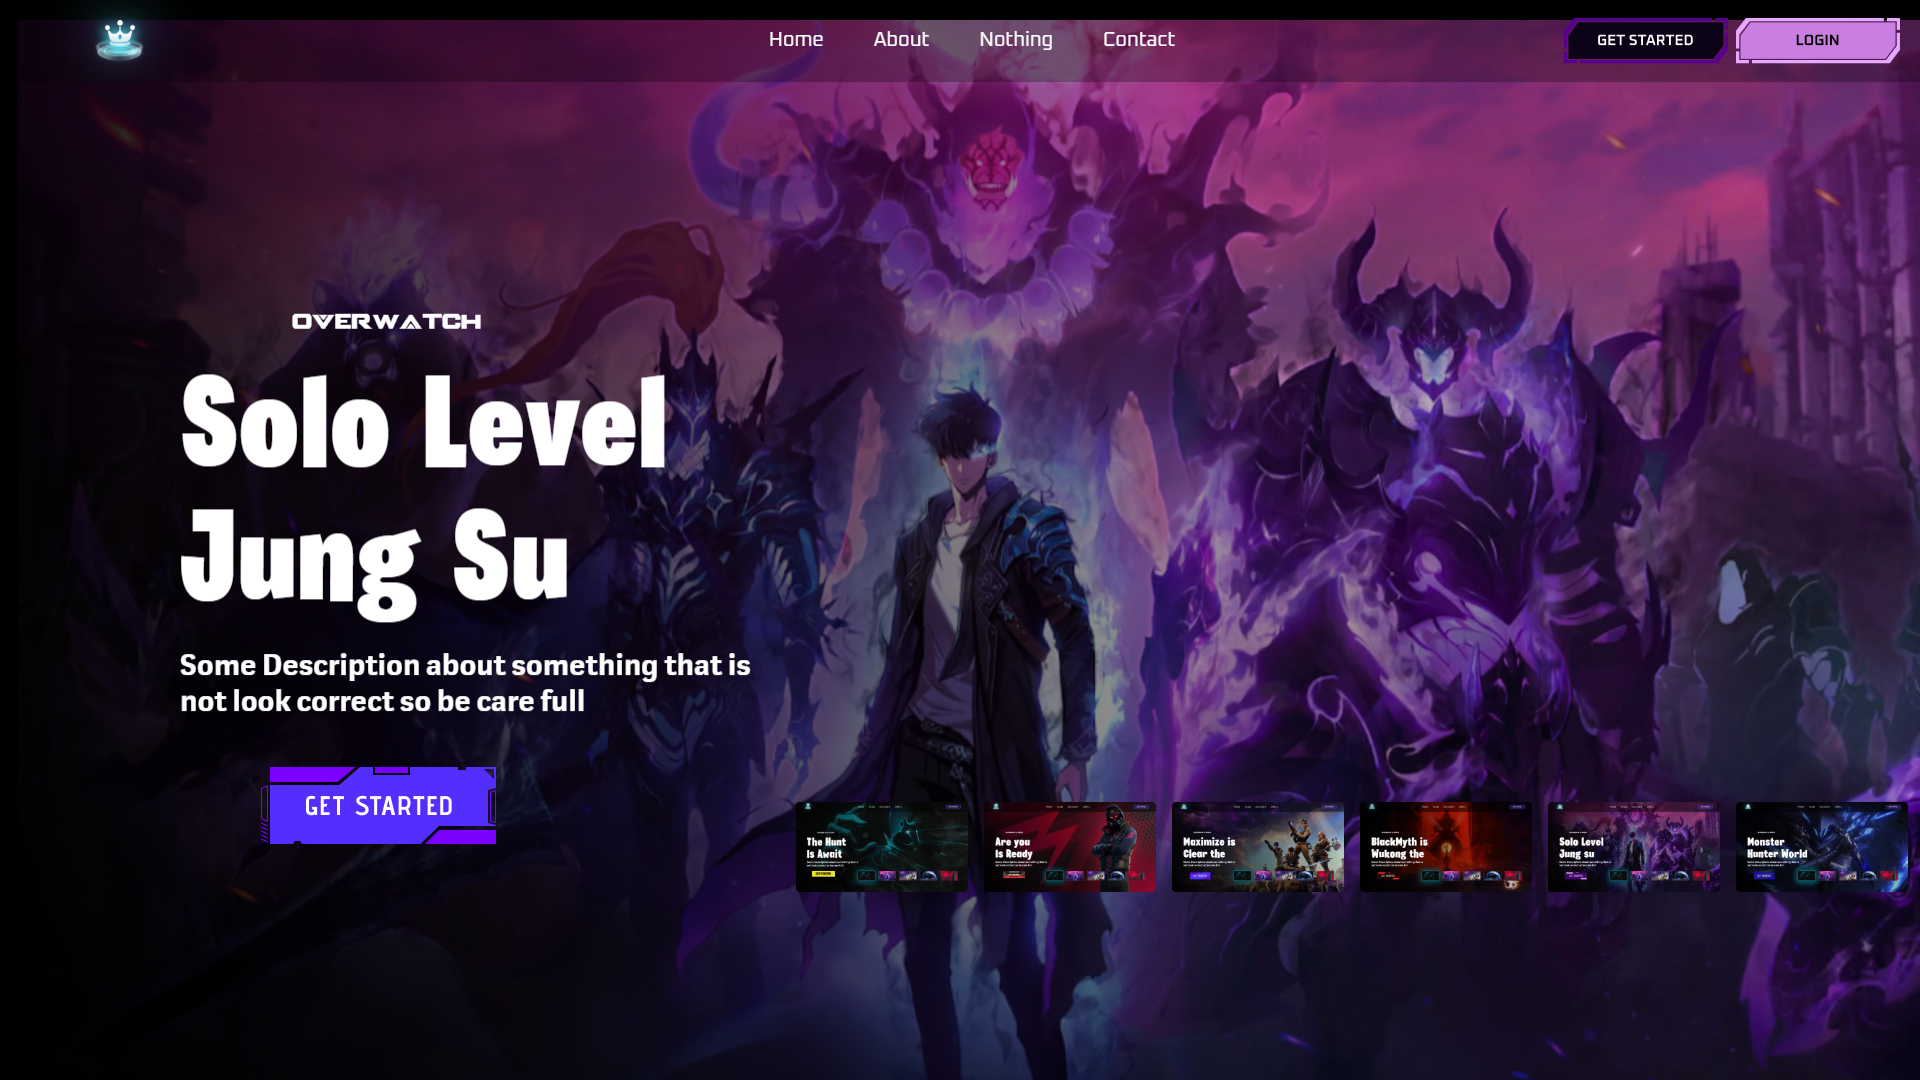 Home
About
Nothing
Contact
GET STARTED
LOGIN
OVERWATCH
Solo Level
Jung Su
Some Description about something that is
not look correct so be care full
GET STARTED
The Hunt
Is Await
Are you
Is Ready
Maximize is
Clear the
BlackMyth is
Wukong the
Solo Level
Jung su
Monster
Hunter World